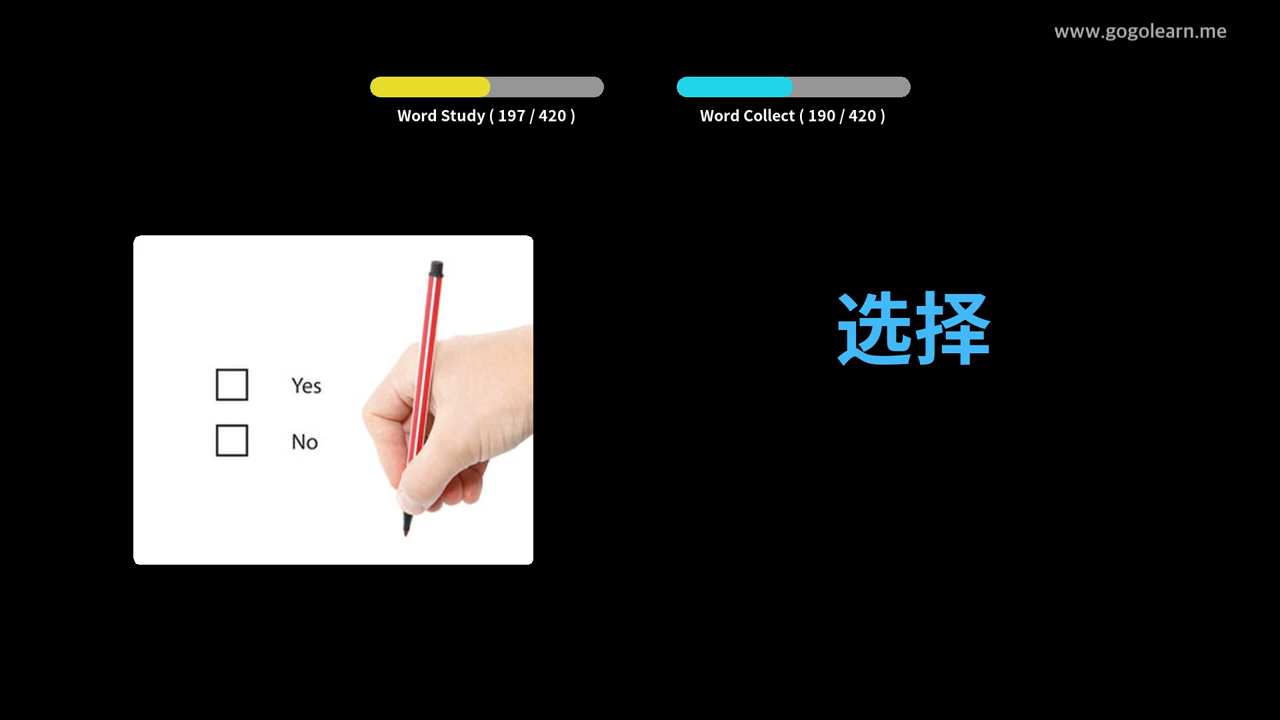 www.gogolearn.me
Word Study ( 197 / 420 )
Word Collect ( 190 / 420 )
选择
Yes
No